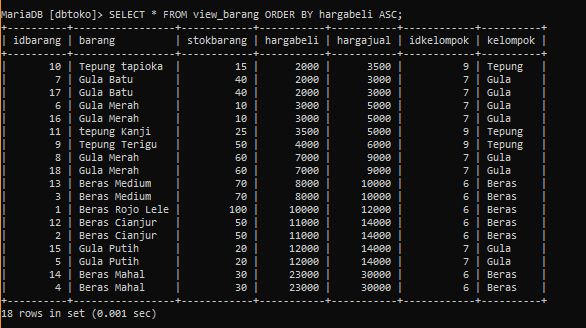 MariaDB [dbtoko]> SELECT * FROM view_barang ORDER BY hargabeli ASC;
+----------+-----------------+------------+-----------+-----------+------------+----------+
| idbarang | barang          | stokbarang | hargabeli | hargajual | idkelompok | kelompok |
+----------+-----------------+------------+-----------+-----------+------------+----------+
|       10 | Tepung tapioka  |         15 |      2000 |      3500 |          9 | Tepung   |
|        7 | Gula Batu       |         40 |      2000 |      3000 |          7 | Gula     |
|       17 | Gula Batu       |         40 |      2000 |      3000 |          7 | Gula     |
|        6 | Gula Merah      |         10 |      3000 |      5000 |          7 | Gula     |
|       16 | Gula Merah      |         10 |      3000 |      5000 |          7 | Gula     |
|       11 | tepung Kanji    |         25 |      3500 |      5000 |          9 | Tepung   |
|        9 | Tepung Terigu   |         50 |      4000 |      6000 |          9 | Tepung   |
|        8 | Gula Merah      |         60 |      7000 |      9000 |          7 | Gula     |
|       18 | Gula Merah      |         60 |      7000 |      9000 |          7 | Gula     |
|       13 | Beras Medium    |         70 |      8000 |     10000 |          6 | Beras    |
|        3 | Beras Medium    |         70 |      8000 |     10000 |          6 | Beras    |
|        1 | Beras Rojo Lele |        100 |     10000 |     12000 |          6 | Beras    |
|       12 | Beras Cianjur   |         50 |     11000 |     14000 |          6 | Beras    |
|        2 | Beras Cianjur   |         50 |     11000 |     14000 |          6 | Beras    |
|       15 | Gula Putih      |         20 |     12000 |     14000 |          7 | Gula     |
|        5 | Gula Putih      |         20 |     12000 |     14000 |          7 | Gula     |
|       14 | Beras Mahal     |         30 |     23000 |     30000 |          6 | Beras    |
|        4 | Beras Mahal     |         30 |     23000 |     30000 |          6 | Beras    |
+----------+-----------------+------------+-----------+-----------+------------+----------+
18 rows in set (0.001 sec)